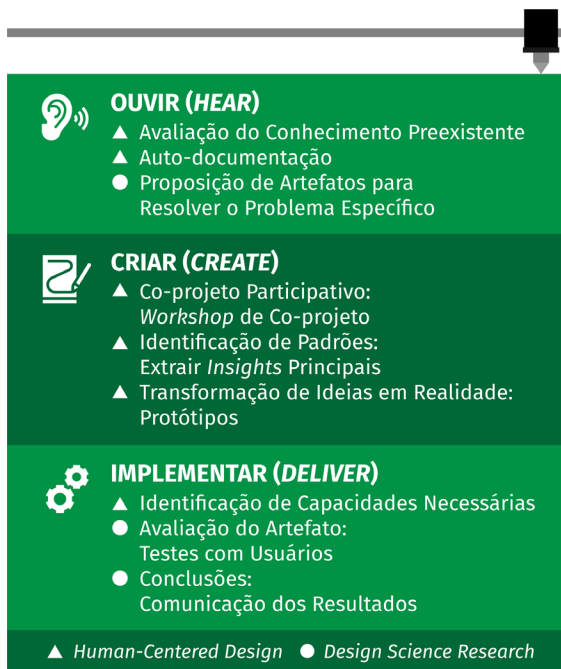 OUVIR (HEAR)
▲ Avaliação do Conhecimento Preexistente
▲ Auto-documentação
● Proposição de Artefatos para
Resolver o Problema Específico
CRIAR (CREATE)
▲ Co-projeto Participativo:
Workshop de Co-projeto
▲ Identificação de Padrões:
Extrair Insights Principais
▲ Transformação de Ideias em Realidade:
Protótipos
IMPLEMENTAR (DELIVER)
▲ Identificação de Capacidades Necessárias
● Avaliação do Artefato:
Testes com Usuários
● Conclusões:
Comunicação dos Resultados
▲ Human-Centered Design ● Design Science Research